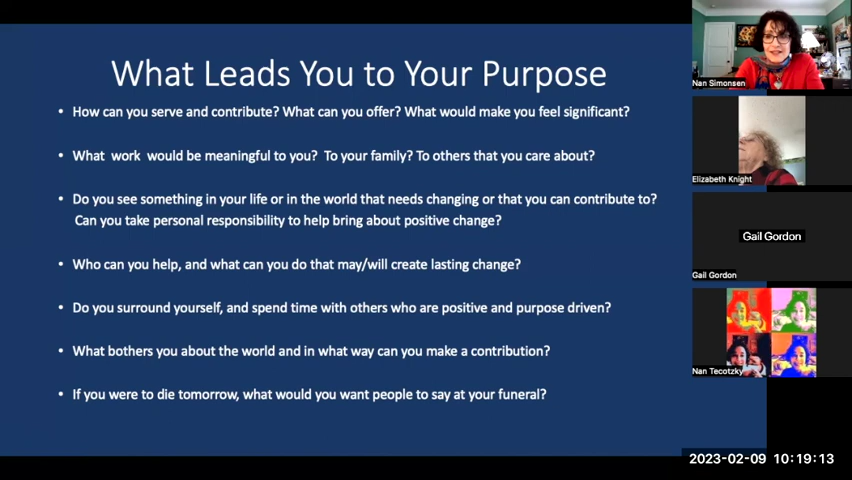 What Leads You to Your Purpose
• How can you serve and contribute? What can you offer? What would make you feel significant?
• What work would be meaningful to you? To your family? To others that you care about?
• Do you see something in your life or in the world that needs changing or that you can contribute to?
Can you take personal responsibility to help bring about positive change?
• Who can you help, and what can you do that may/will create lasting change?
• Do you surround yourself, and spend time with others who are positive and purpose driven?
• What bothers you about the world and in what way can you make a contribution?
• If you were to die tomorrow, what would you want people to say at your funeral?
Nan Simonsen
Elizabeth Knight
Gail Gordon
Gail Gordon
Nan Tecotzky
2023-02-09 10:19:13